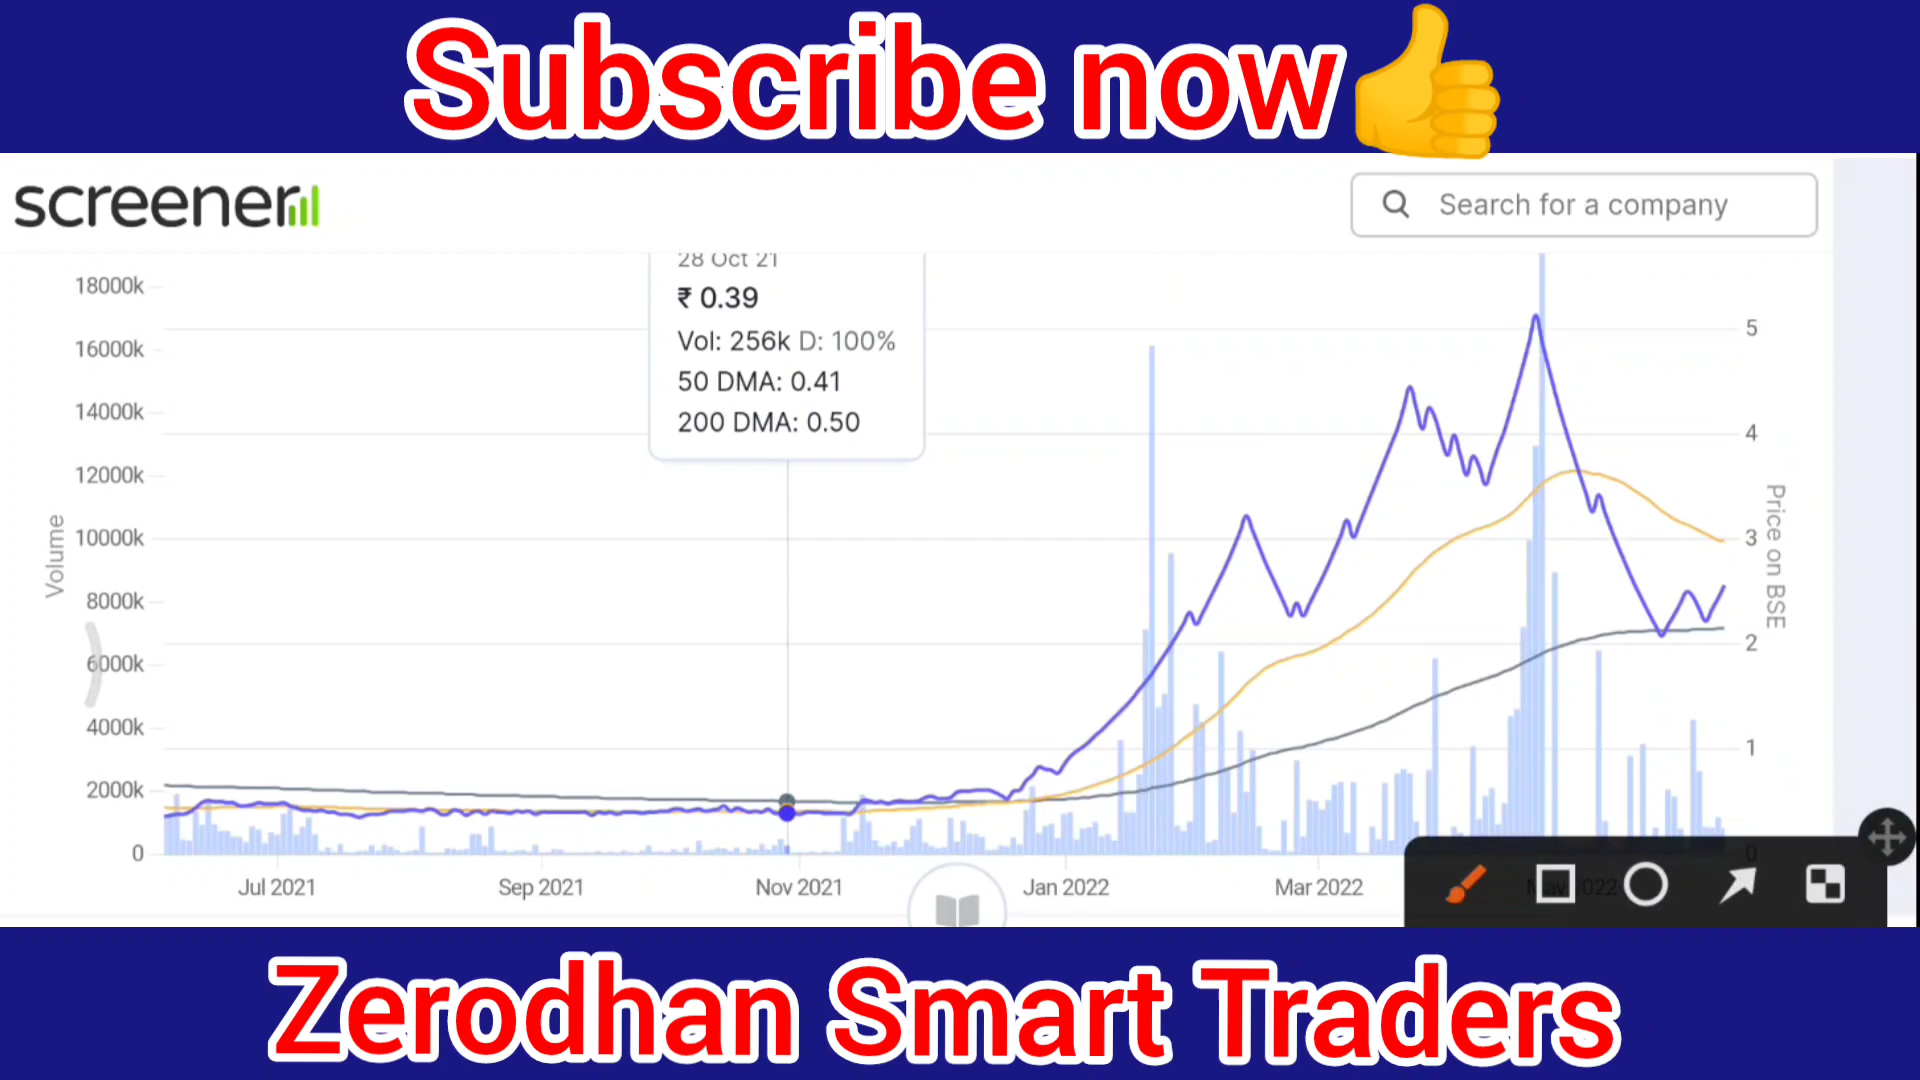 Subscribe now
screener
Search for a company
28 Oct 21
₹ 0.39
Vol: 256k D: 100%
50 DMA: 0.41
200 DMA: 0.50
18000k
16000k
14000k
12000k
10000k
8000k
6000k
4000k
2000k
0
Volume
5
4
3
2
1
0
Price on BSE
Jul 2021
Sep 2021
Nov 2021
Jan 2022
Mar 2022
May 2022
Zerodhan Smart Traders